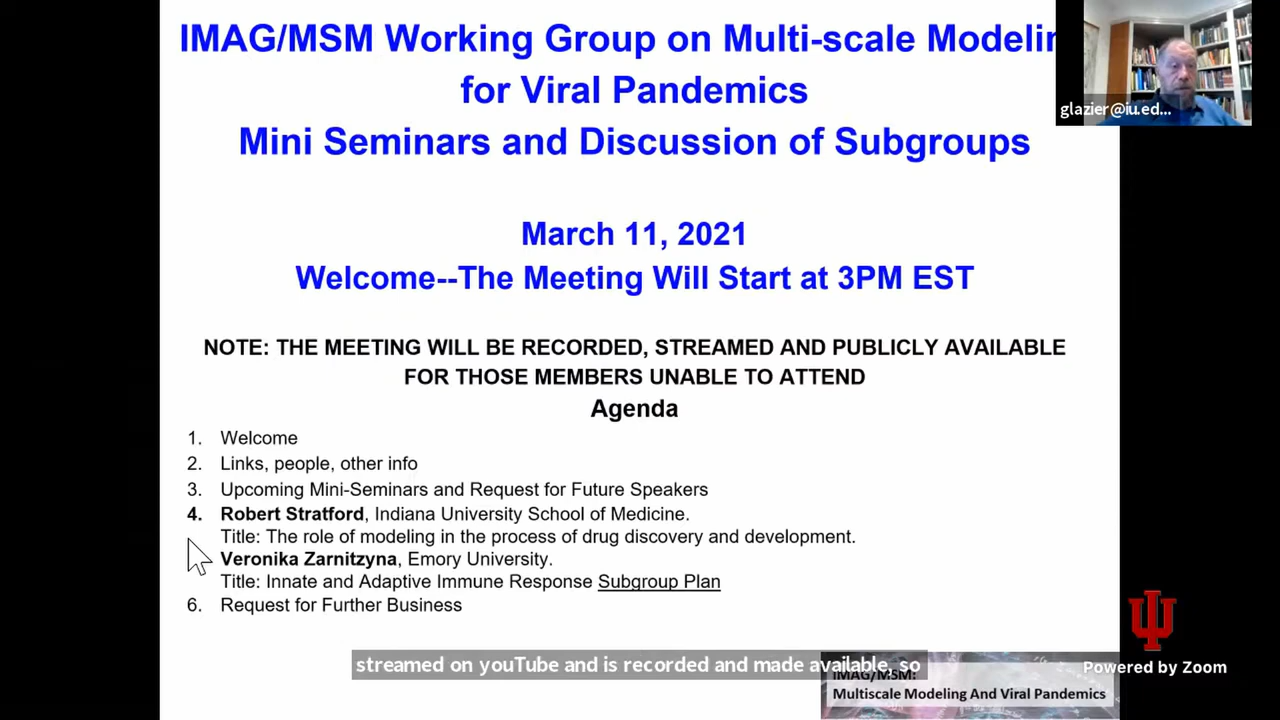 IMAG/MSM Working Group on Multi-scale
for Viral Pandemics
Mini Seminars and Discussion of Subgroups
glazier@iu.ed...
March 11, 2021
Welcome--The Meeting Will Start at 3PM EST
NOTE: THE MEETING WILL BE RECORDED, STREAMED AND PUBLICLY AVAILABLE
FOR THOSE MEMBERS UNABLE TO ATTEND
Agenda
1. Welcome
2. Links, people, other info
3. Upcoming Mini-Seminars and Request for Future Speakers
4. Robert Stratford, Indiana University School of Medicine.
Title: The role of modeling in the process of drug discovery and development.
Veronika Zarnitzyna, Emory University.
Title: Innate and Adaptive Immune Response Subgroup Plan
6. Request for Further Business
streamed on youTube and is recorded and made available, so
IMAG/MSM:
Multiscale Modeling And Viral Pandemics
Powered by Zoom